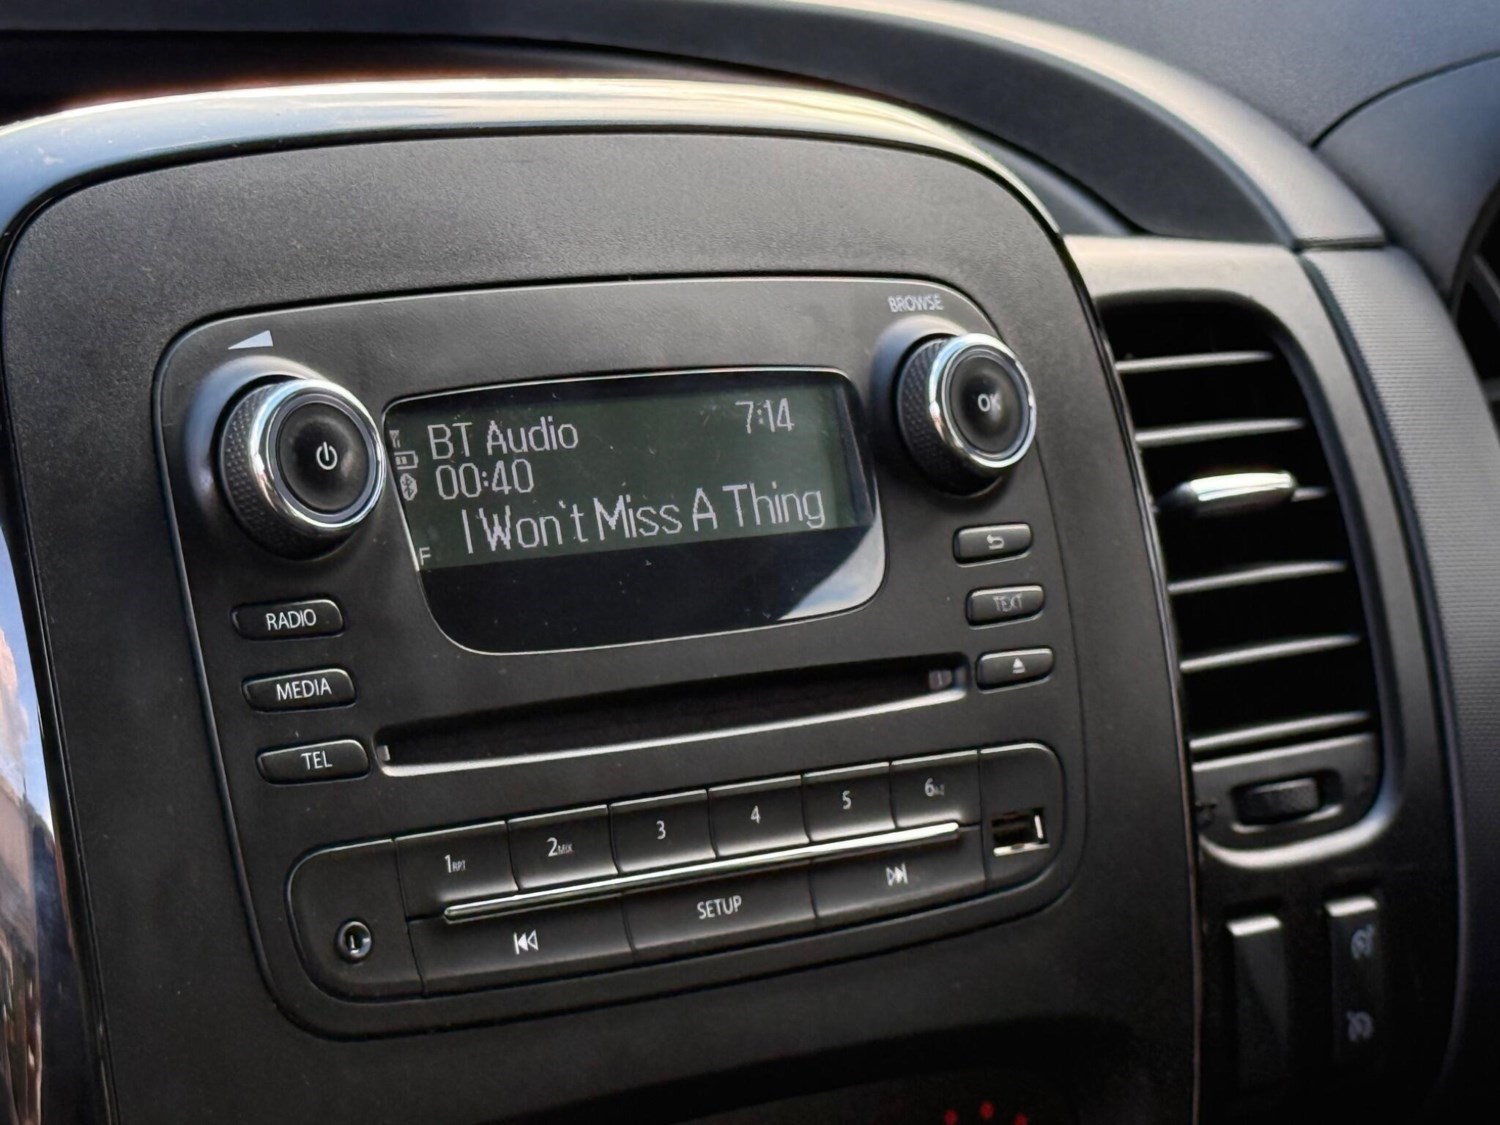 BROWSE
BT Audio 7:14
00:40
I Won't Miss A Thing
F
OK
RADIO
TEXT
MEDIA
TEL
1RPT 2MIX 3 4 5 6
SETUP